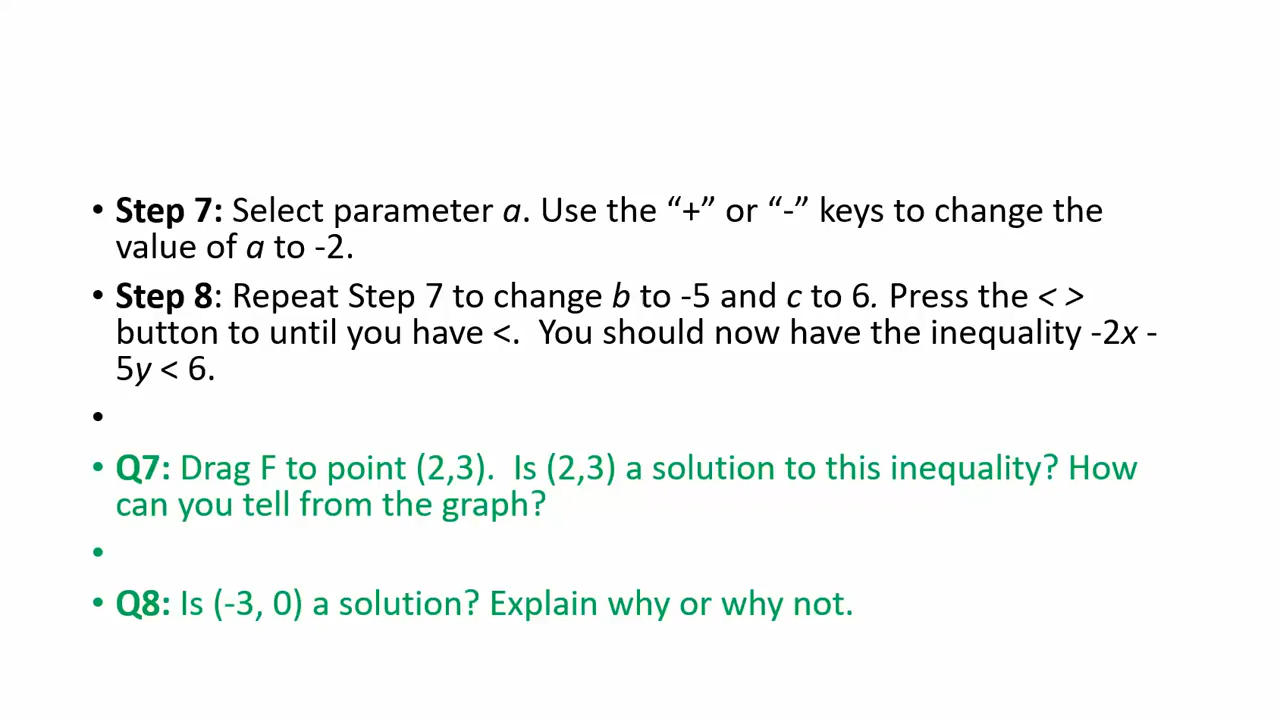 • Step 7: Select parameter a. Use the “+” or “-” keys to change the
value of a to -2.
• Step 8: Repeat Step 7 to change b to -5 and c to 6. Press the < >
button to until you have <.  You should now have the inequality -2x -
5y < 6.
•
• Q7: Drag F to point (2,3).  Is (2,3) a solution to this inequality? How
can you tell from the graph?
•
• Q8: Is (-3, 0) a solution? Explain why or why not.